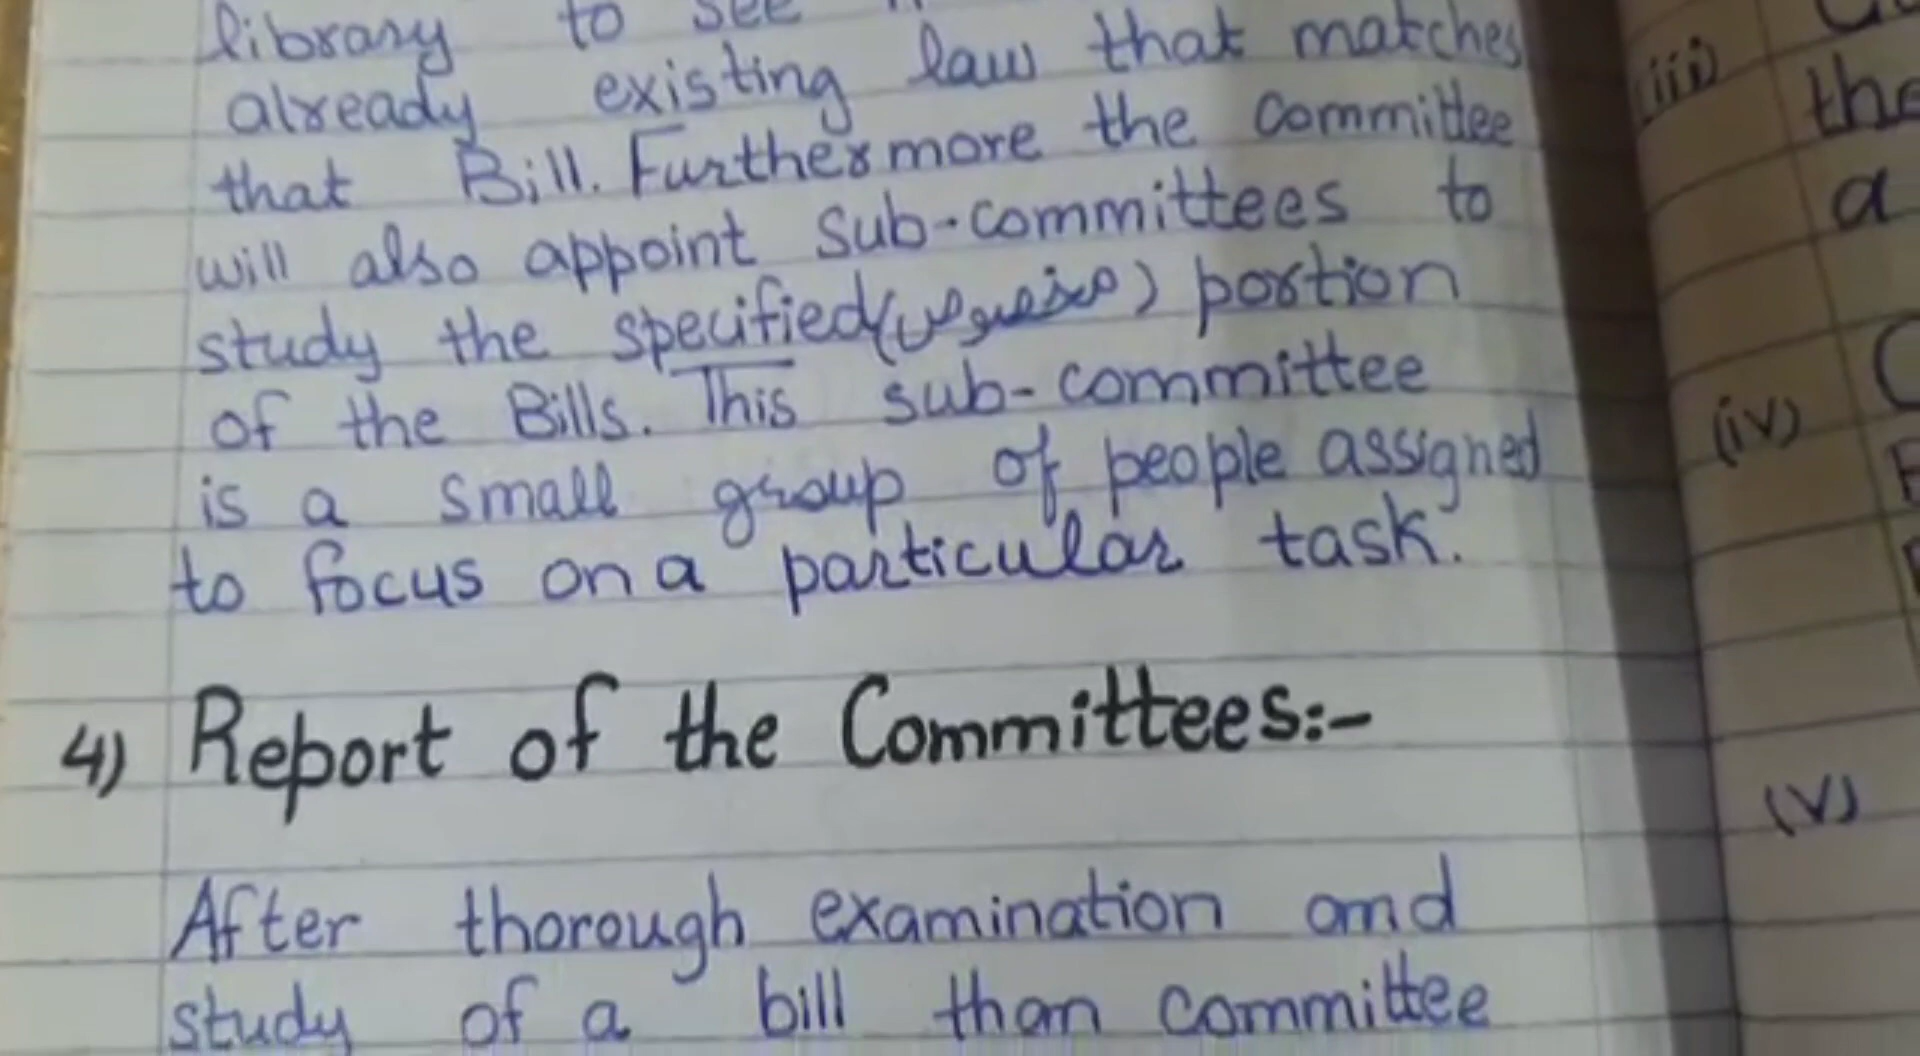 library to see
already existing law that matches
that Bill. Furthermore the committee
will also appoint sub-committees to
study the specified( ) portion
of the Bills. This sub-committee
is a small group of people assigned
to focus on a particular task.
4) Report of the Committees:-
After thorough examination and
study of a bill than committee
(iii)
the
a
(iv)
(v)